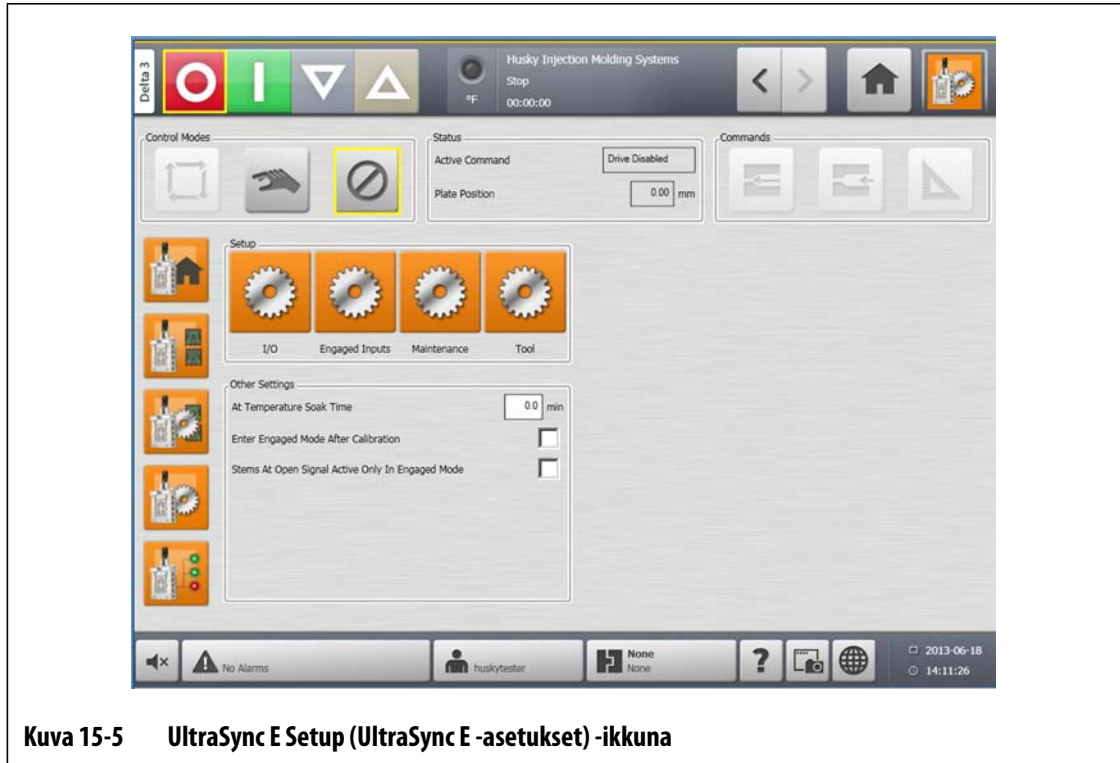 Delta 3
Husky Injection Molding Systems
Stop
°F
00:00:00
Control Modes
Status
Active Command
Drive Disabled
Plate Position
0.00 mm
Commands
Setup
I/O
Engaged Inputs
Maintenance
Tool
Other Settings
At Temperature Soak Time
0.0 min
Enter Engaged Mode After Calibration
Stems At Open Signal Active Only In Engaged Mode
No Alarms
huskytester
None
None
?
2013-06-18
14:11:26
Kuva 15-5 UltraSync E Setup (UltraSync E -asetukset) -ikkuna